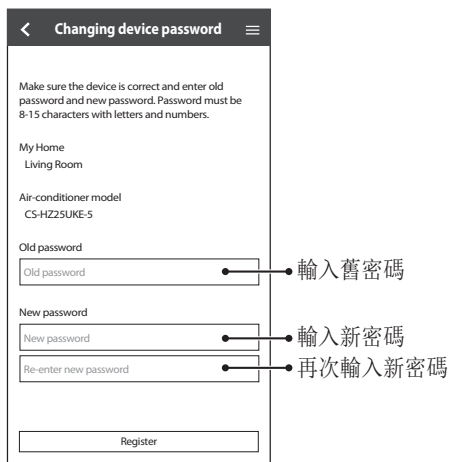 Changing device password
Make sure the device is correct and enter old
password and new password. Password must be
8-15 characters with letters and numbers.
My Home
Living Room
Air-conditioner model
CS-HZ25UKE-5
Old password
Old password
輸入舊密碼
New password
New password
輸入新密碼
Re-enter new password
再次輸入新密碼
Register